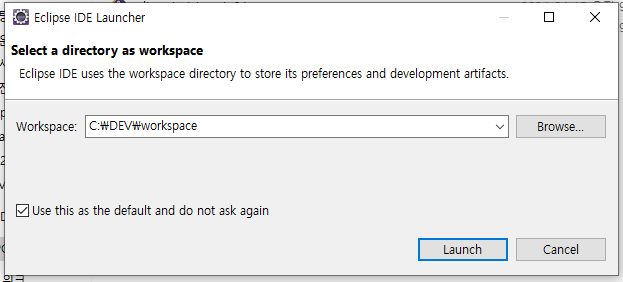 Eclipse IDE Launcher
Select a directory as workspace
Eclipse IDE uses the workspace directory to store its preferences and development artifacts.
Workspace:
C:₩DEV₩workspace
Browse...
Use this as the default and do not ask again
Launch
Cancel